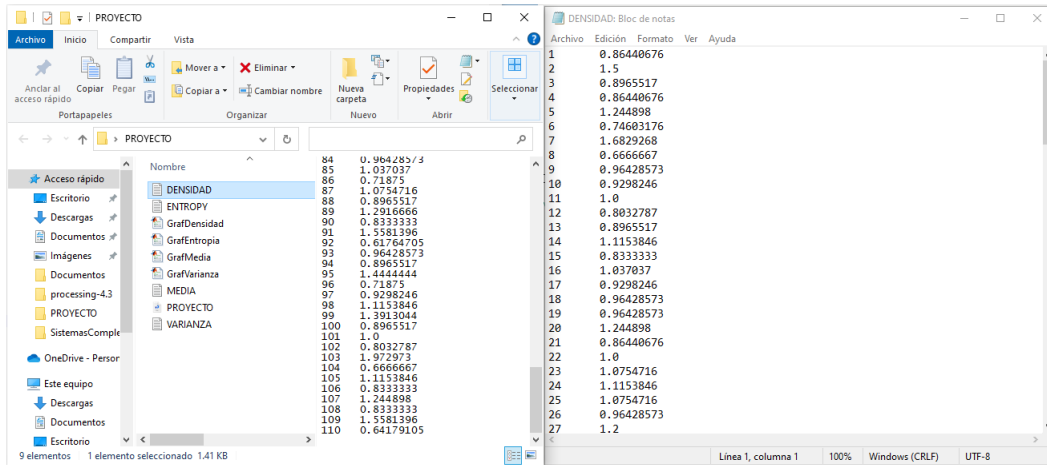 PROYECTO
Archivo Inicio Compartir Vista
Anclar al acceso rápido
Copiar
Pegar
Portapapeles
Mover a
Copiar a
Eliminar
Cambiar nombre
Organizar
Nueva carpeta
Nuevo
Propiedades
Abrir
Seleccionar
PROYECTO
Acceso rápido
Escritorio
Descargas
Documentos
Imágenes
Documentos
processing-4.3
PROYECTO
SistemasComple
OneDrive - Person
Este equipo
Descargas
Documentos
Escritorio
Nombre
DENSIDAD
ENTROPY
GrafDensidad
GrafEntropia
GrafMedia
GrafVarianza
MEDIA
PROYECTO
VARIANZA
84 0.96428573
85 1.037037
86 0.71875
87 1.0754716
88 0.8965517
89 1.2916666
90 0.8333333
91 1.5581396
92 0.61764705
93 0.96428573
94 0.8965517
95 1.4444444
96 0.71875
97 0.9298246
98 1.1153846
99 1.3913044
100 0.8965517
101 1.0
102 0.8032787
103 1.972973
104 0.6666667
105 1.1153846
106 0.8333333
107 1.244898
108 0.8333333
109 1.5581396
110 0.64179105
9 elementos 1 elemento seleccionado 1.41 KB
DENSIDAD: Bloc de notas
Archivo Edición Formato Ver Ayuda
1 0.86440676
2 1.5
3 0.8965517
4 0.86440676
5 1.244898
6 0.74603176
7 1.6829268
8 0.6666667
9 0.96428573
10 0.9298246
11 1.0
12 0.8032787
13 0.8965517
14 1.1153846
15 0.8333333
16 1.037037
17 0.9298246
18 0.96428573
19 0.96428573
20 1.244898
21 0.86440676
22 1.0
23 1.0754716
24 1.1153846
25 1.0754716
26 0.96428573
27 1.2
Línea 1, columna 1 100% Windows (CRLF) UTF-8